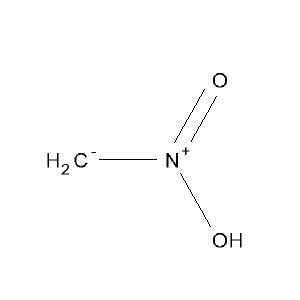 O
H2C- N+
OH